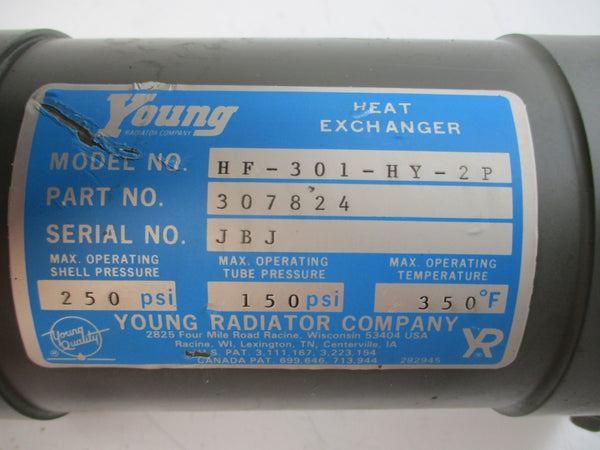 Young
RADIATOR COMPANY
HEAT
EXCHANGER
MODEL NO. HF-301-HY-2P
PART NO. 307824
SERIAL NO. JBJ
MAX. OPERATING SHELL PRESSURE
250 psi
MAX. OPERATING TUBE PRESSURE
150 psi
MAX. OPERATING TEMPERATURE
350 °F
Young Quality
®
YOUNG RADIATOR COMPANY
2825 Four Mile Road Racine, Wisconsin 53404 USA
Racine, WI, Lexington, TN, Centerville, IA
U.S. PAT. 3,111,167, 3,223,154
CANADA PAT. 699,646, 713,944
282945
YR